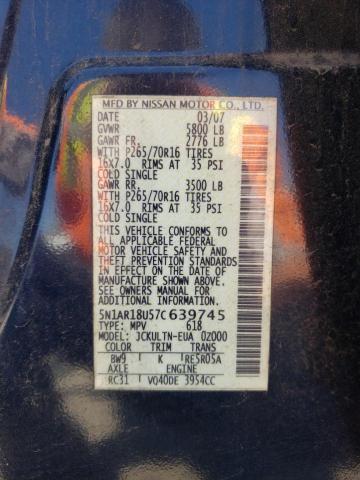 MFD BY NISSAN MOTOR CO., LTD.
DATE 03/07
GVWR 5800 LB
GAWR FR. 2776 LB
WITH P265/70R16 TIRES
16X7.0 RIMS AT 35 PSI
COLD SINGLE
GAWR RR. 3500 LB
WITH P265/70R16 TIRES
16X7.0 RIMS AT 35 PSI
COLD SINGLE
THIS VEHICLE CONFORMS TO
ALL APPLICABLE FEDERAL
MOTOR VEHICLE SAFETY AND
THEFT PREVENTION STANDARDS
IN EFFECT ON THE DATE OF
MANUFACTURE SHOWN ABOVE.
SEE OWNERS MANUAL FOR
ADDITIONAL INFORMATION.
5N1AR18U57C639745
TYPE: MPV 618
MODEL: JCKULTN-EUA 0Z000
COLOR TRIM TRANS
BW9 K RE5R05A
AXLE ENGINE
RC31 VQ40DE 3954CC